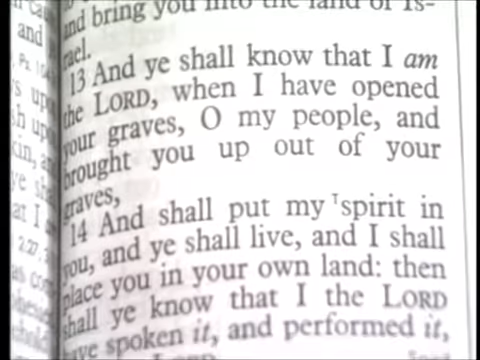 and bring you into the land of Is-
rael.
13 And ye shall know that I am
the LORD, when I have opened
your graves, O my people, and
brought you up out of your
graves,
14 And shall put my ᵀspirit in
you, and ye shall live, and I shall
place you in your own land: then
shall ye know that I the LORD
have spoken it, and performed it,